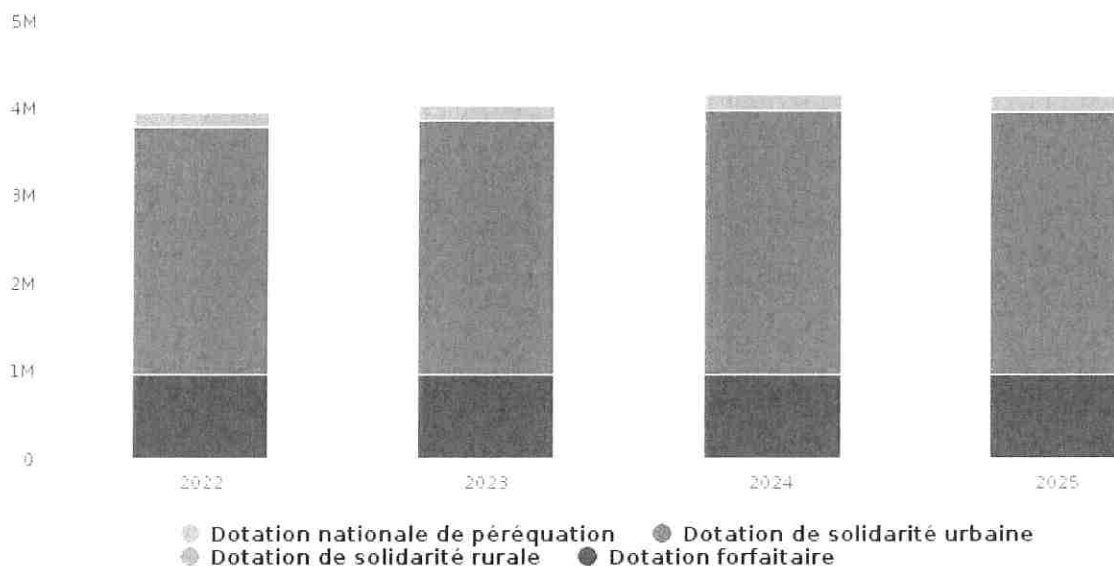 5M
4M
3M
2M
1M
0
2022 2023 2024 2025
Dotation nationale de péréquation Dotation de solidarité urbaine
Dotation de solidarité rurale Dotation forfaitaire